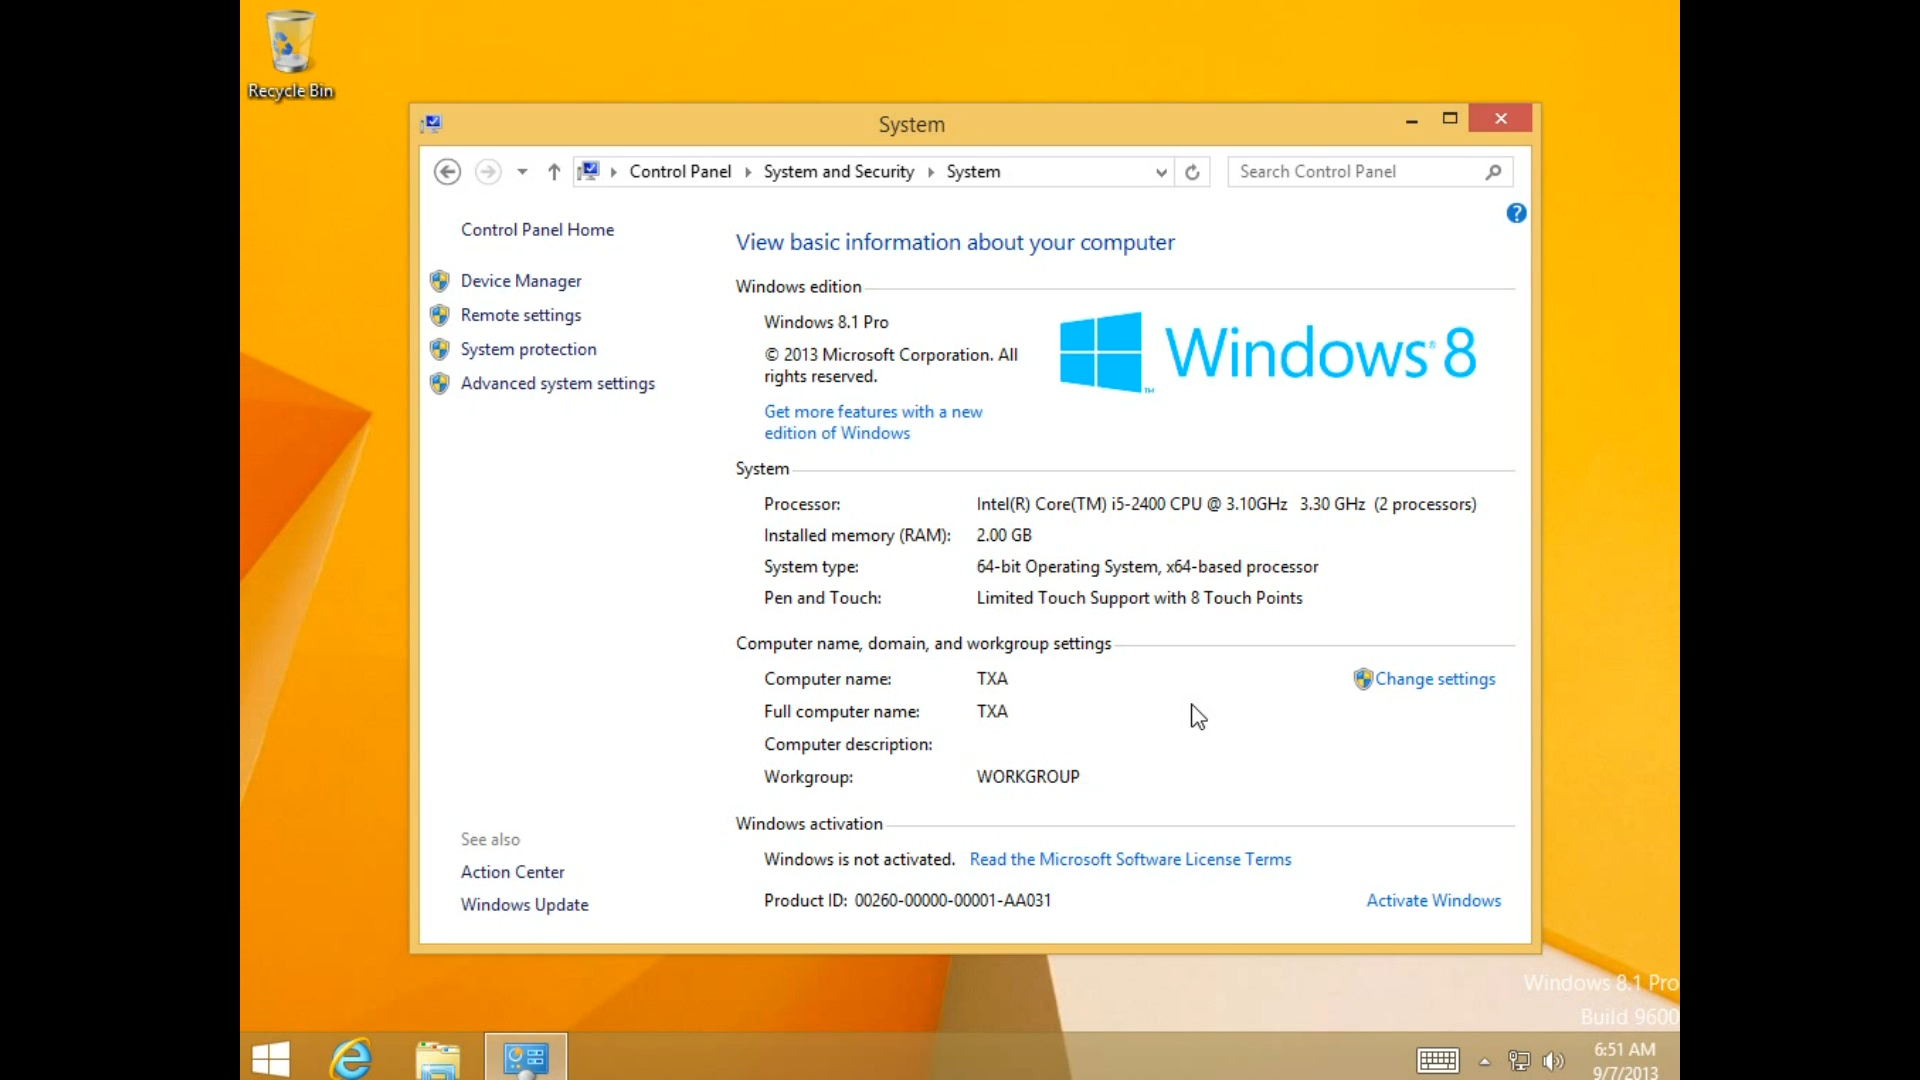 Recycle Bin
System
Control Panel System and Security System
Search Control Panel
Control Panel Home
Device Manager
Remote settings
System protection
Advanced system settings
See also
Action Center
Windows Update
View basic information about your computer
Windows edition
Windows 8.1 Pro
© 2013 Microsoft Corporation. All
rights reserved.
Get more features with a new
edition of Windows
Windows® 8
System
Processor: Intel(R) Core(TM) i5-2400 CPU @ 3.10GHz 3.30 GHz (2 processors)
Installed memory (RAM): 2.00 GB
System type: 64-bit Operating System, x64-based processor
Pen and Touch: Limited Touch Support with 8 Touch Points
Computer name, domain, and workgroup settings
Computer name: TXA
Change settings
Full computer name: TXA
Computer description:
Workgroup: WORKGROUP
Windows activation
Windows is not activated. Read the Microsoft Software License Terms
Product ID: 00260-00000-00001-AA031
Activate Windows
Windows 8.1 Pro
Build 9600
6:51 AM
9/7/2013